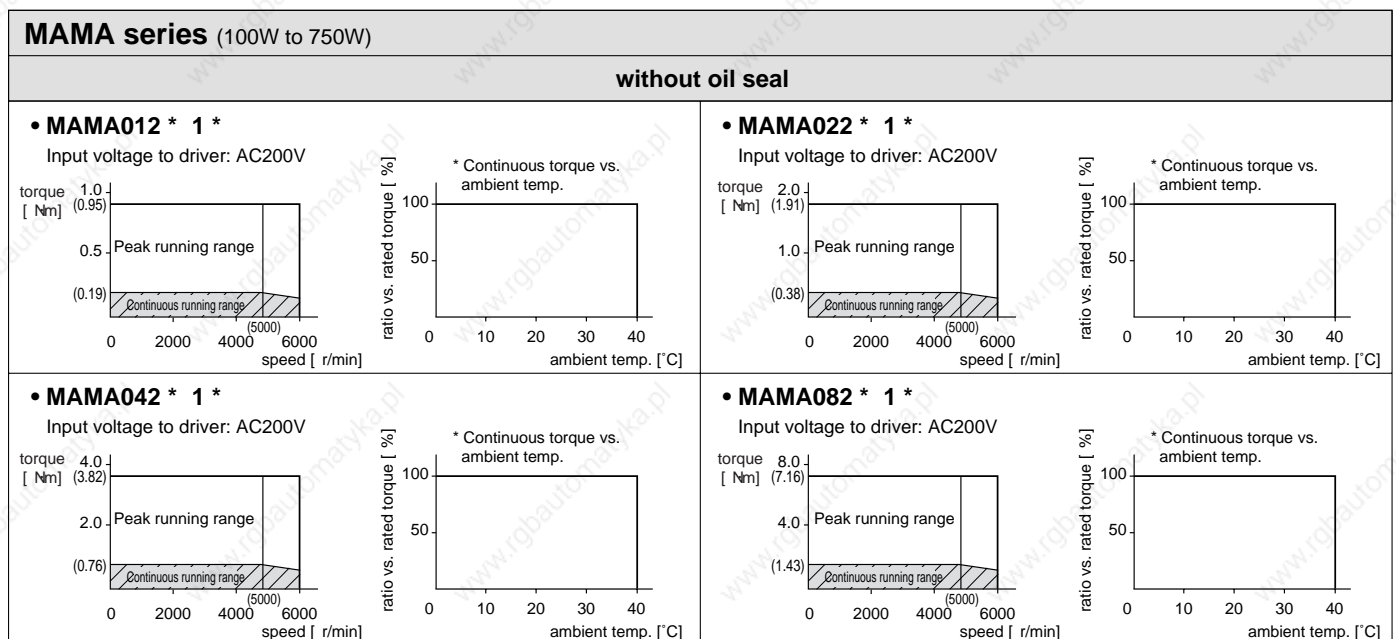 MAMA series (100W to 750W)
without oil seal
• MAMA012 * 1 *
Input voltage to driver: AC200V
torque
[ Nm]
1.0
(0.95)
0.5
(0.19)
Peak running range
Continuous running range
(5000)
0 2000 4000 6000
speed [ r/min]
ratio vs. rated torque [ %]
* Continuous torque vs.
ambient temp.
100
50
0 10 20 30 40
ambient temp. [˚C]
• MAMA022 * 1 *
Input voltage to driver: AC200V
torque
[ Nm]
2.0
(1.91)
1.0
(0.38)
Peak running range
Continuous running range
(5000)
0 2000 4000 6000
speed [ r/min]
ratio vs. rated torque [ %]
* Continuous torque vs.
ambient temp.
100
50
0 10 20 30 40
ambient temp. [˚C]
• MAMA042 * 1 *
Input voltage to driver: AC200V
torque
[ Nm]
4.0
(3.82)
2.0
(0.76)
Peak running range
Continuous running range
(5000)
0 2000 4000 6000
speed [ r/min]
ratio vs. rated torque [ %]
* Continuous torque vs.
ambient temp.
100
50
0 10 20 30 40
ambient temp. [˚C]
• MAMA082 * 1 *
Input voltage to driver: AC200V
torque
[ Nm]
8.0
(7.16)
4.0
(1.43)
Peak running range
Continuous running range
(5000)
0 2000 4000 6000
speed [ r/min]
ratio vs. rated torque [ %]
* Continuous torque vs.
ambient temp.
100
50
0 10 20 30 40
ambient temp. [˚C]
www.rgbautomatyka.pl